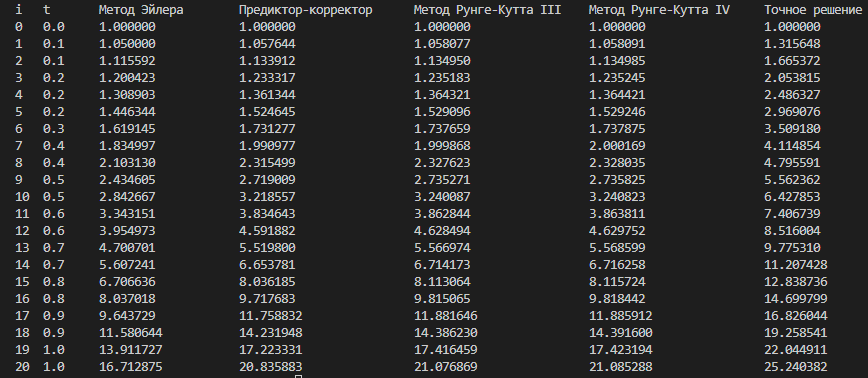 i t Метод Эйлера Предиктор-корректор Метод Рунге-Кутта III Метод Рунге-Кутта IV Точное решение
0 0.0 1.000000 1.000000 1.000000 1.000000 1.000000
1 0.1 1.050000 1.057644 1.058077 1.058091 1.315648
2 0.1 1.115592 1.133912 1.134950 1.134985 1.665372
3 0.2 1.200423 1.233317 1.235183 1.235245 2.053815
4 0.2 1.308903 1.361344 1.364321 1.364421 2.486327
5 0.2 1.446344 1.524645 1.529096 1.529246 2.969076
6 0.3 1.619145 1.731277 1.737659 1.737875 3.509180
7 0.4 1.834997 1.990977 1.999868 2.000169 4.114854
8 0.4 2.103130 2.315499 2.327623 2.328035 4.795591
9 0.5 2.434605 2.719009 2.735271 2.735825 5.562362
10 0.5 2.842667 3.218557 3.240087 3.240823 6.427853
11 0.6 3.343151 3.834643 3.862844 3.863811 7.406739
12 0.6 3.954973 4.591882 4.628494 4.629752 8.516004
13 0.7 4.700701 5.519800 5.566974 5.568599 9.775310
14 0.7 5.607241 6.653781 6.714173 6.716258 11.207428
15 0.8 6.706636 8.036185 8.113064 8.115724 12.838736
16 0.8 8.037018 9.717683 9.815065 9.818442 14.699799
17 0.9 9.643729 11.758832 11.881646 11.885912 16.826044
18 0.9 11.580644 14.231948 14.386230 14.391600 19.258541
19 1.0 13.911727 17.223331 17.416459 17.423194 22.044911
20 1.0 16.712875 20.835883 21.076869 21.085288 25.240382